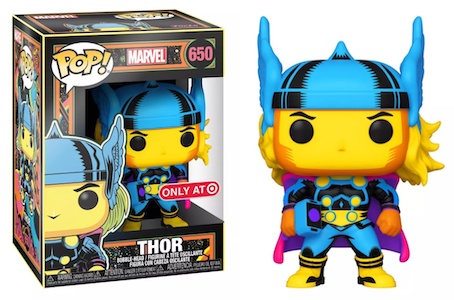 POP!
MARVEL
650
ONLY AT
THOR
BOBBLE-HEAD / FIGURINE À TÊTE OSCILLANTE
FIGURA CON CABEZA OSCILANTE